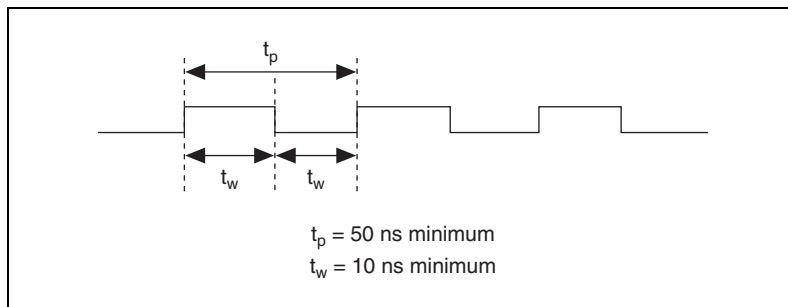 tp
tw tw
tp = 50 ns minimum
tw = 10 ns minimum